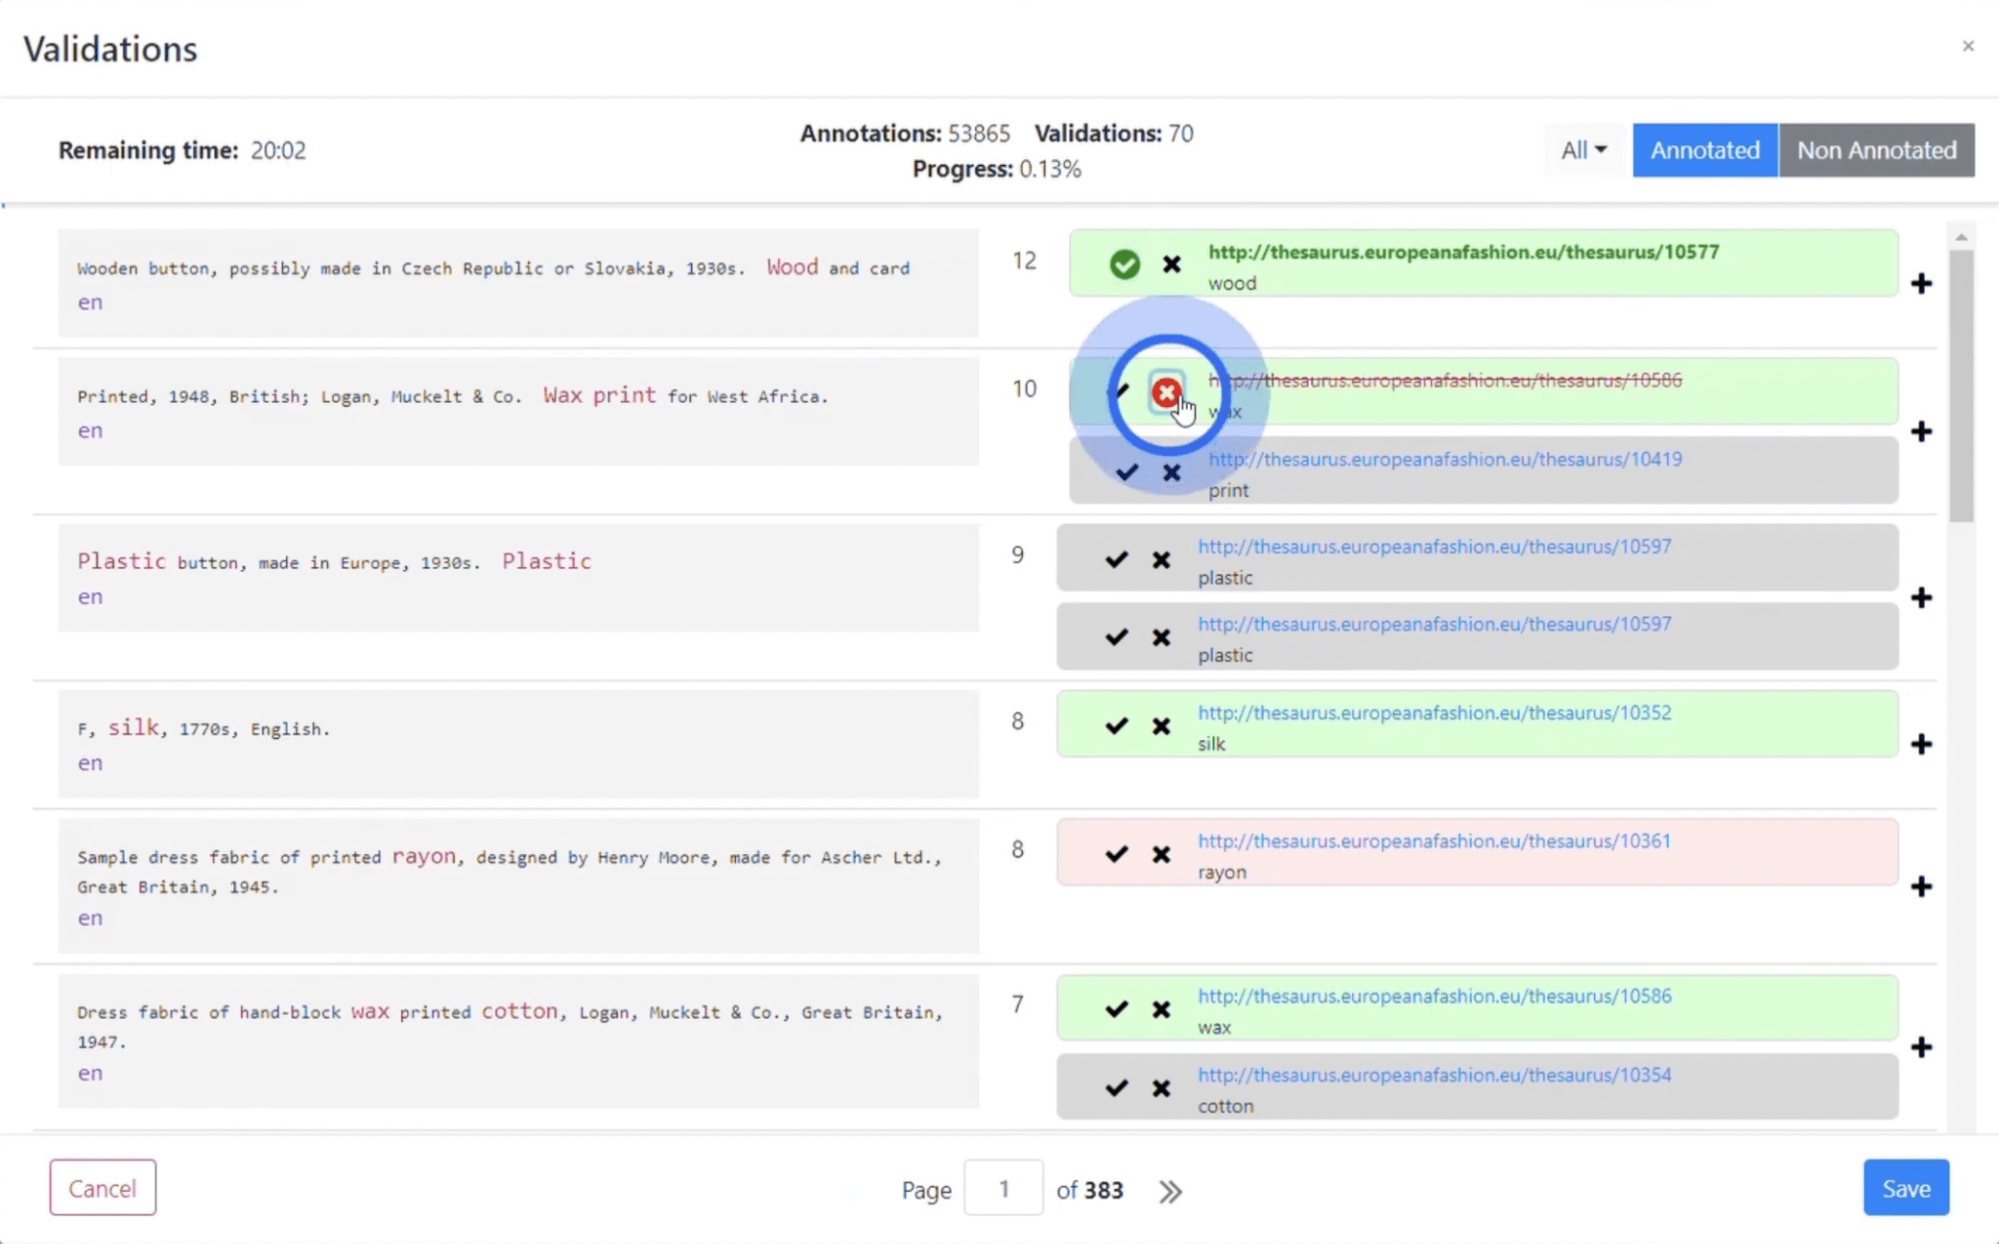 Validations
Remaining time: 20:02
Annotations: 53865 Validations: 70
Progress: 0.13%
All
Annotated
Non Annotated
Wooden button, possibly made in Czech Republic or Slovakia, 1930s. Wood and card
en
12
http://thesaurus.europeanafashion.eu/thesaurus/10577
wood
Printed, 1948, British; Logan, Muckelt & Co. Wax print for West Africa.
en
10
http://thesaurus.europeanafashion.eu/thesaurus/10586
wax
http://thesaurus.europeanafashion.eu/thesaurus/10419
print
Plastic button, made in Europe, 1930s. Plastic
en
9
http://thesaurus.europeanafashion.eu/thesaurus/10597
plastic
http://thesaurus.europeanafashion.eu/thesaurus/10597
plastic
F, silk, 1770s, English.
en
8
http://thesaurus.europeanafashion.eu/thesaurus/10352
silk
Sample dress fabric of printed rayon, designed by Henry Moore, made for Ascher Ltd.,
Great Britain, 1945.
en
8
http://thesaurus.europeanafashion.eu/thesaurus/10361
rayon
Dress fabric of hand-block wax printed cotton, Logan, Muckelt & Co., Great Britain,
1947.
en
7
http://thesaurus.europeanafashion.eu/thesaurus/10586
wax
http://thesaurus.europeanafashion.eu/thesaurus/10354
cotton
Cancel
Page 1 of 383
Save